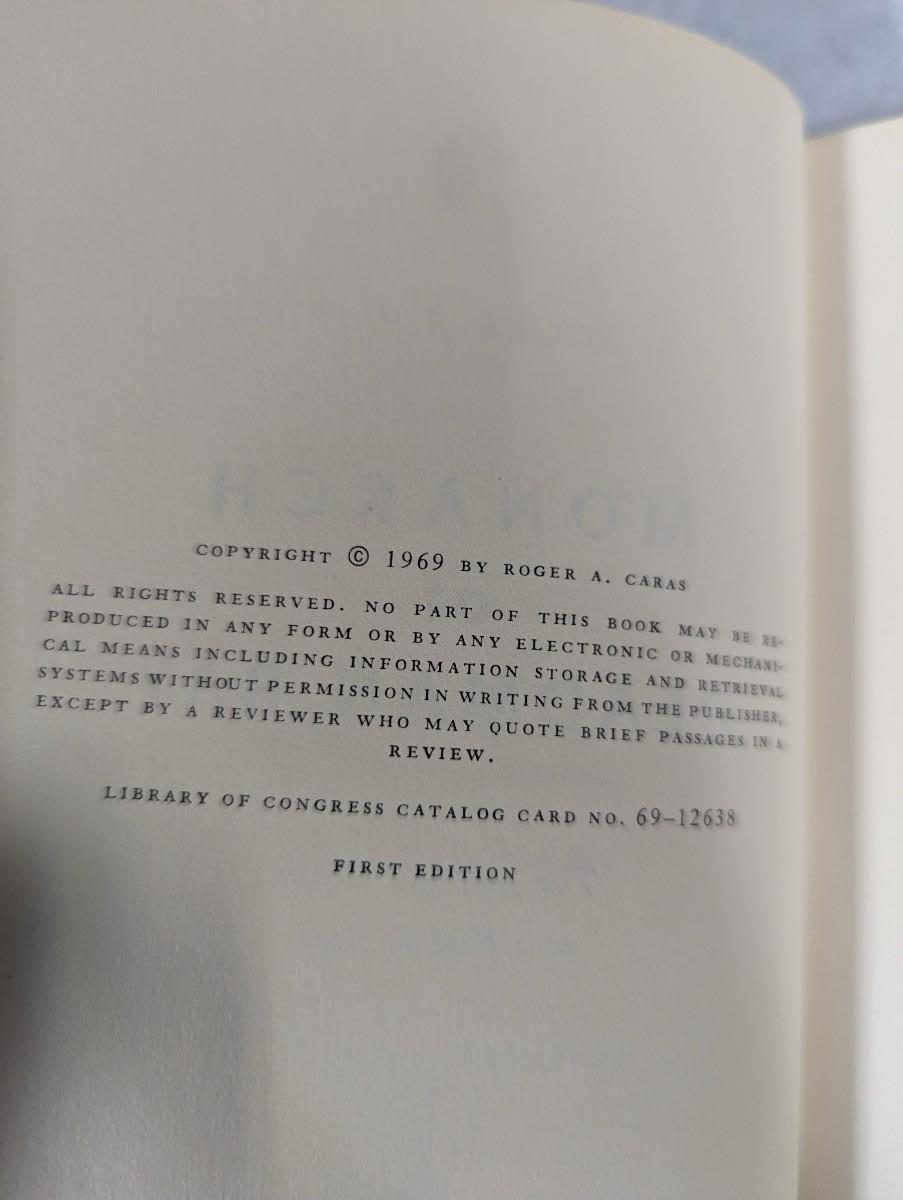 COPYRIGHT © 1969 BY ROGER A. CARAS
ALL RIGHTS RESERVED. NO PART OF THIS BOOK MAY BE RE-
PRODUCED IN ANY FORM OR BY ANY ELECTRONIC OR MECHANI-
CAL MEANS INCLUDING INFORMATION STORAGE AND RETRIEVAL
SYSTEMS WITHOUT PERMISSION IN WRITING FROM THE PUBLISHER,
EXCEPT BY A REVIEWER WHO MAY QUOTE BRIEF PASSAGES IN A
REVIEW.
LIBRARY OF CONGRESS CATALOG CARD NO. 69–12638
FIRST EDITION